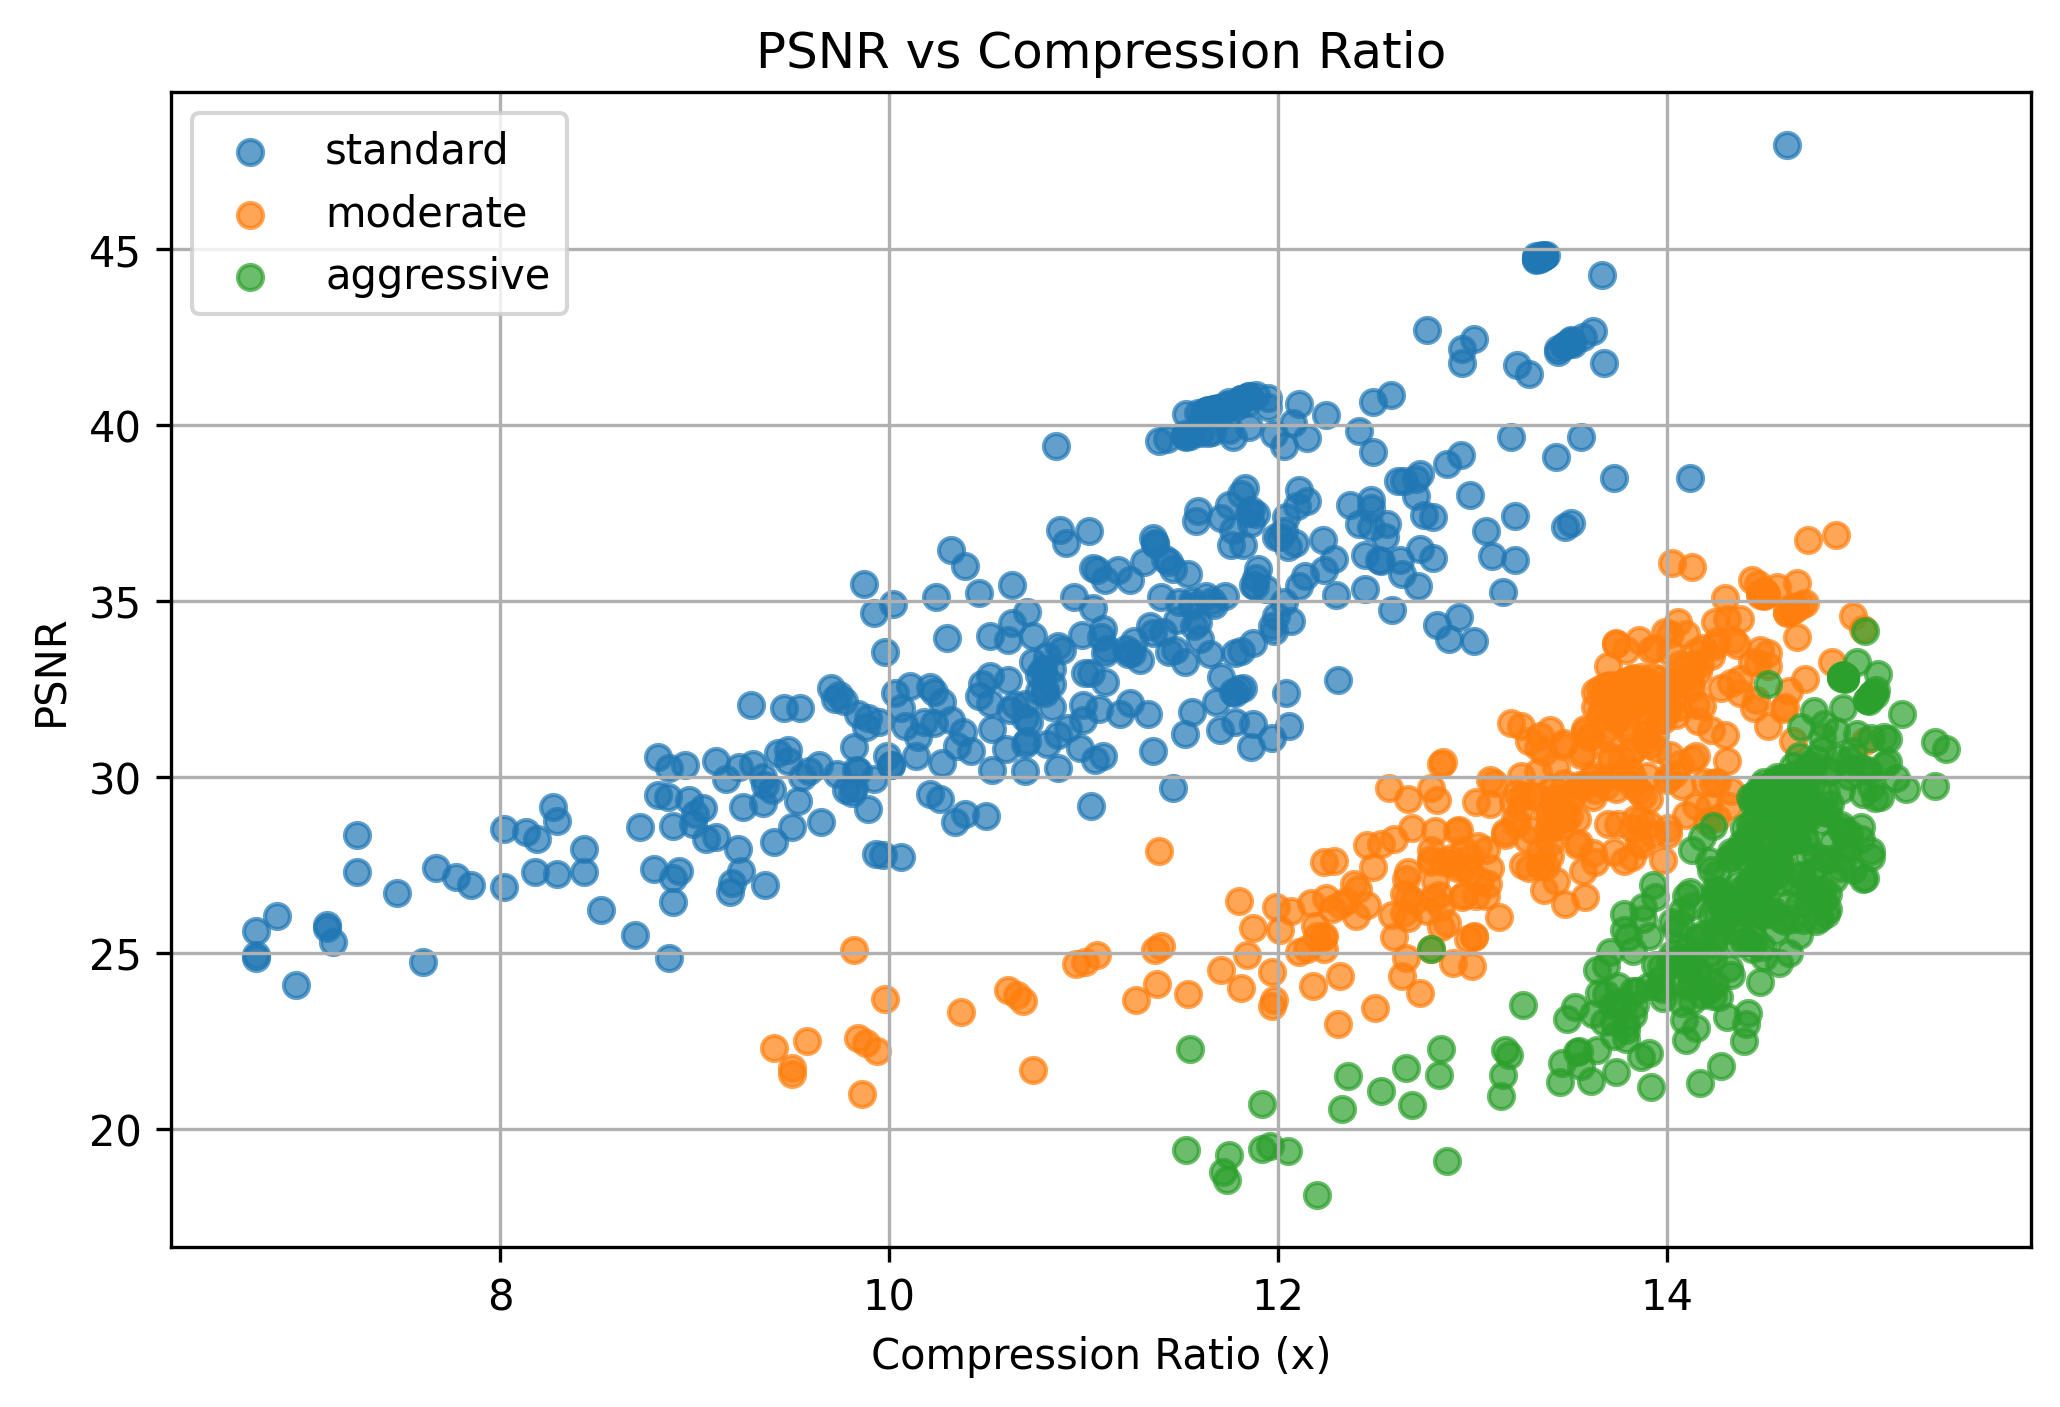 PSNR vs Compression Ratio
standard
moderate
aggressive
45
40
35
30
25
20
PSNR
8
10
12
14
Compression Ratio (x)